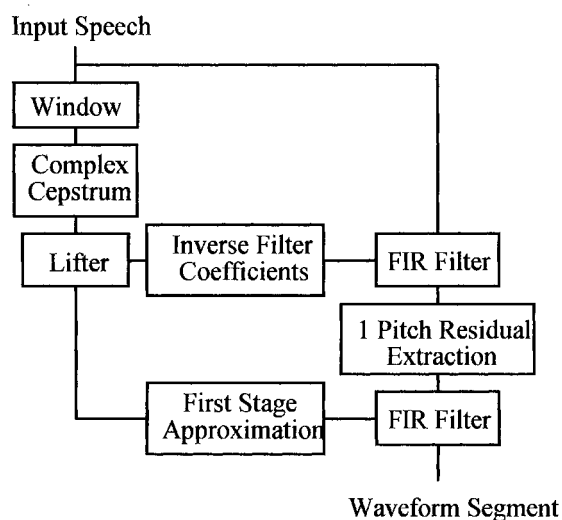 Input Speech
Window
Complex
Cepstrum
Lifter
Inverse Filter
Coefficients
FIR Filter
1 Pitch Residual
Extraction
First Stage
Approximation
FIR Filter
Waveform Segment